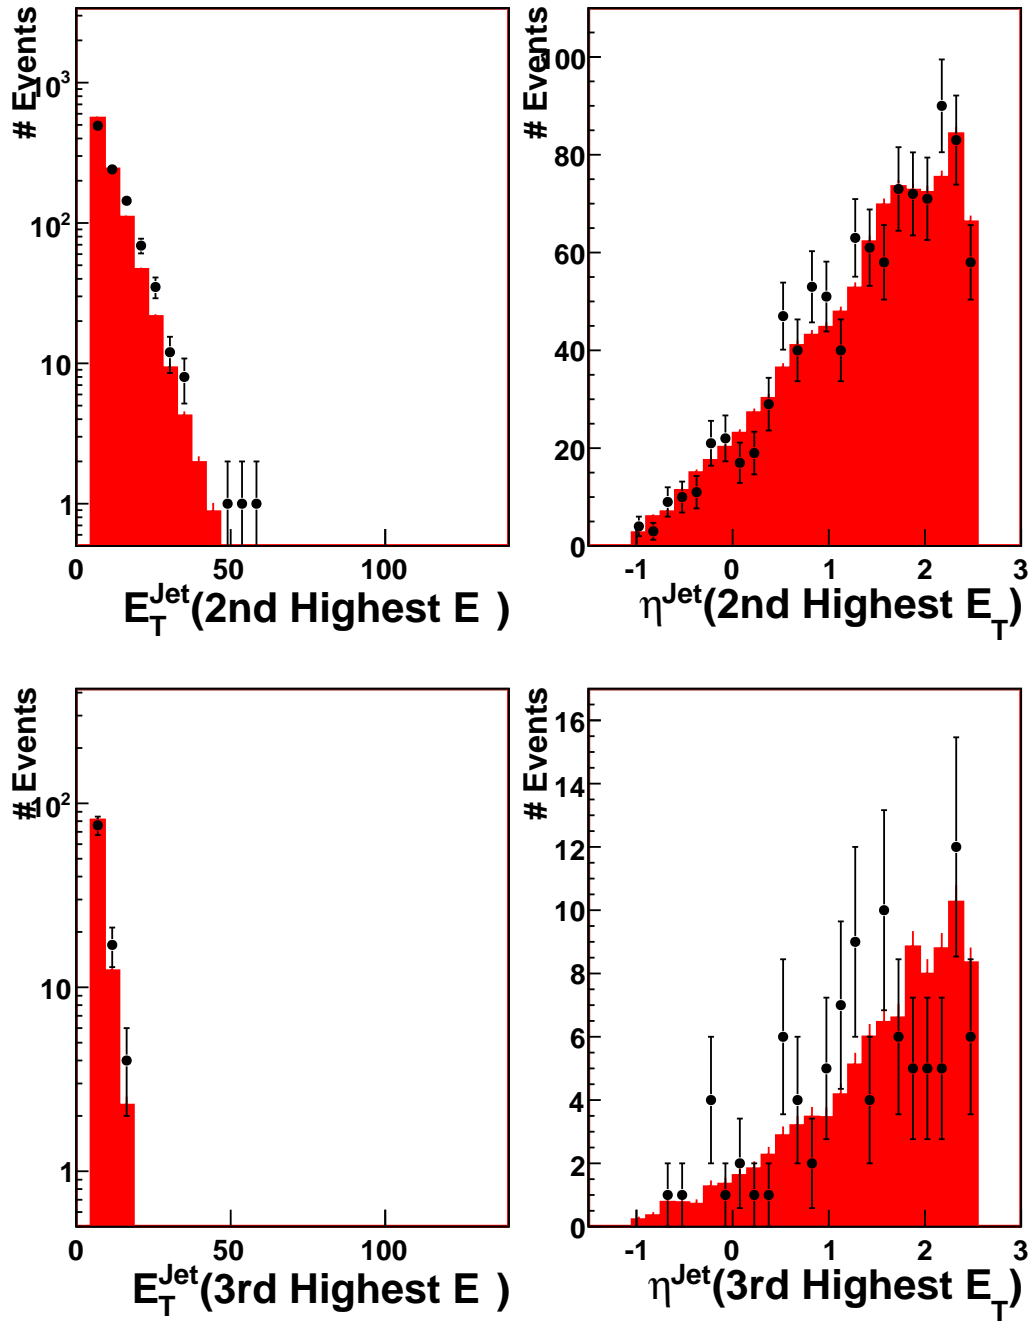 # Events
10³
10²
10
1
0 50 100
E_T^Jet(2nd Highest E )
# Events
100
80
60
40
20
0
-1 0 1 2 3
η^Jet(2nd Highest E_T)
# Events
10²
10
1
0 50 100
E_T^Jet(3rd Highest E )
# Events
16
14
12
10
8
6
4
2
0
-1 0 1 2 3
η^Jet(3rd Highest E_T)